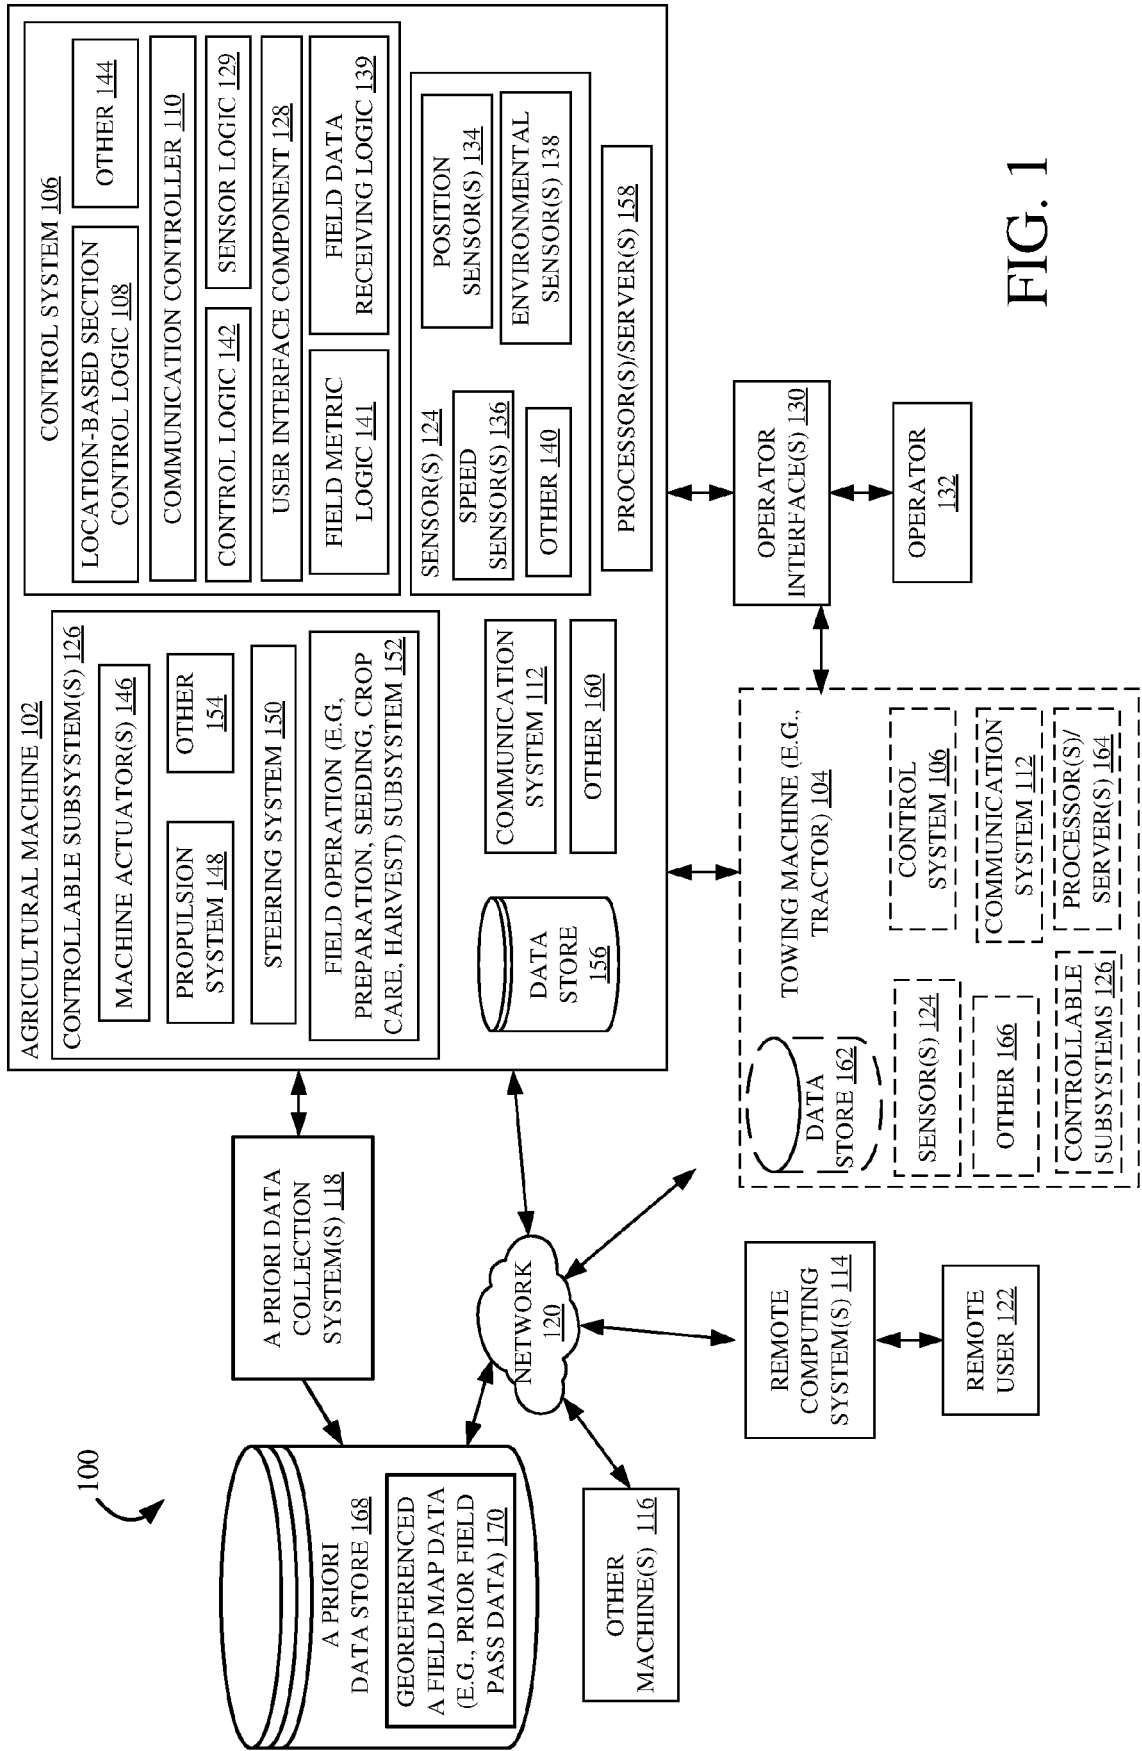 100
AGRICULTURAL MACHINE 102
CONTROLLABLE SUBSYSTEM(S) 126
MACHINE ACTUATOR(S) 146
PROPULSION
SYSTEM 148
OTHER
154
STEERING SYSTEM 150
FIELD OPERATION (E.G,
PREPARATION, SEEDING, CROP
CARE, HARVEST) SUBSYSTEM 152
CONTROL SYSTEM 106
LOCATION-BASED SECTION
CONTROL LOGIC 108
OTHER 144
COMMUNICATION CONTROLLER 110
CONTROL LOGIC 142
SENSOR LOGIC 129
USER INTERFACE COMPONENT 128
FIELD METRIC
LOGIC 141
FIELD DATA
RECEIVING LOGIC 139
DATA
STORE
156
COMMUNICATION
SYSTEM 112
OTHER 160
SENSOR(S) 124
SPEED
SENSOR(S) 136
OTHER 140
POSITION
SENSOR(S) 134
ENVIRONMENTAL
SENSOR(S) 138
PROCESSOR(S)/SERVER(S) 158
A PRIORI DATA
COLLECTION
SYSTEM(S) 118
A PRIORI
DATA STORE 168
GEOREFERENCED
A FIELD MAP DATA
(E.G., PRIOR FIELD
PASS DATA) 170
NETWORK
120
OTHER
MACHINE(S) 116
REMOTE
COMPUTING
SYSTEM(S) 114
REMOTE
USER 122
TOWING MACHINE (E.G.,
TRACTOR) 104
DATA
STORE 162
SENSOR(S) 124
OTHER 166
CONTROLLABLE
SUBSYSTEMS 126
CONTROL
SYSTEM 106
COMMUNICATION
SYSTEM 112
PROCESSOR(S)/
SERVER(S) 164
OPERATOR
INTERFACE(S) 130
OPERATOR
132
FIG. 1